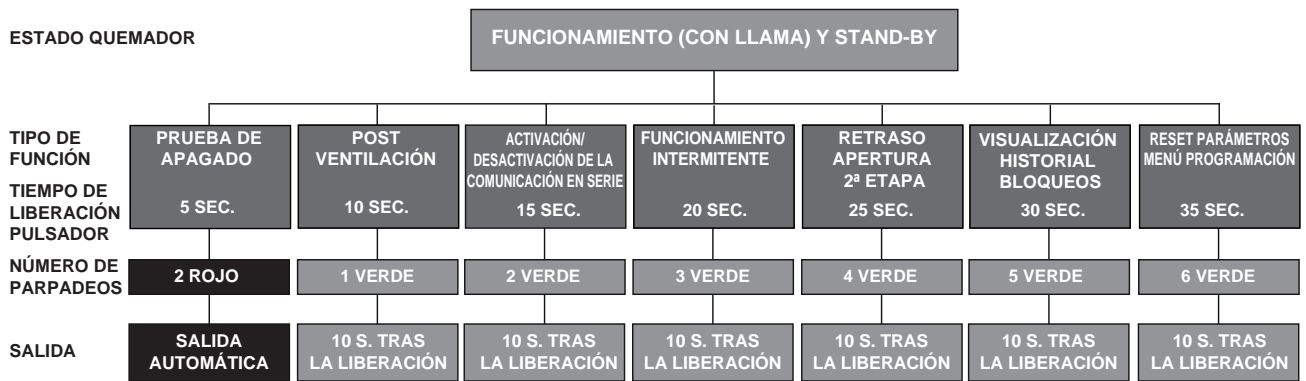 ESTADO QUEMADOR
FUNCIONAMIENTO (CON LLAMA) Y STAND-BY
TIPO DE
FUNCIÓN
TIEMPO DE
LIBERACIÓN
PULSADOR
PRUEBA DE
APAGADO
5 SEC.
POST
VENTILACIÓN
10 SEC.
ACTIVACIÓN/
DESACTIVACIÓN DE LA
COMUNICACIÓN EN SERIE
15 SEC.
FUNCIONAMIENTO
INTERMITENTE
20 SEC.
RETRASO
APERTURA
2ª ETAPA
25 SEC.
VISUALIZACIÓN
HISTORIAL
BLOQUEOS
30 SEC.
RESET PARÁMETROS
MENÚ PROGRAMACIÓN
35 SEC.
NÚMERO DE
PARPADEOS
2 ROJO
1 VERDE
2 VERDE
3 VERDE
4 VERDE
5 VERDE
6 VERDE
SALIDA
SALIDA
AUTOMÁTICA
10 S. TRAS
LA LIBERACIÓN
10 S. TRAS
LA LIBERACIÓN
10 S. TRAS
LA LIBERACIÓN
10 S. TRAS
LA LIBERACIÓN
10 S. TRAS
LA LIBERACIÓN
10 S. TRAS
LA LIBERACIÓN